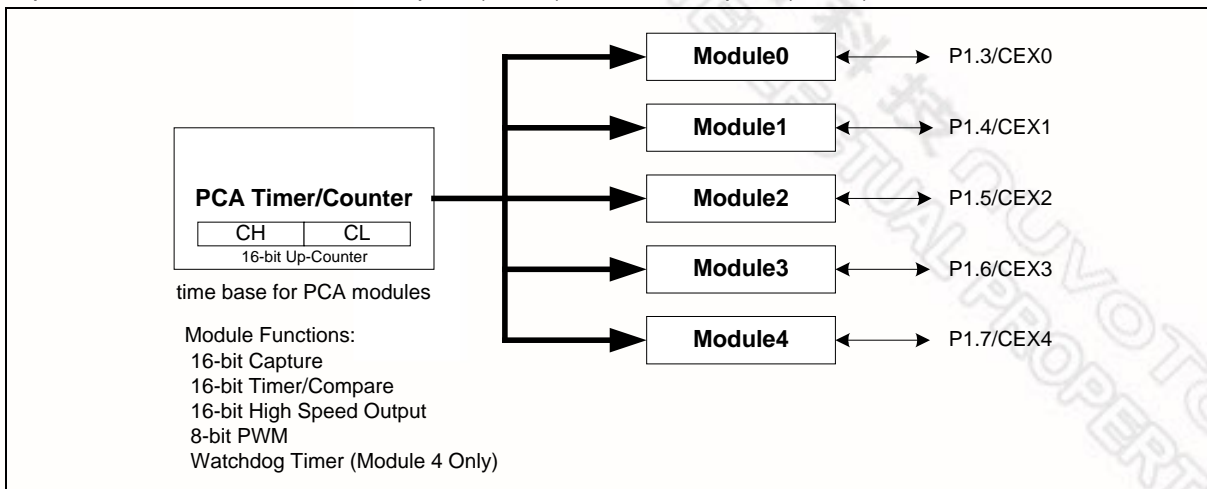 Module0
P1.3/CEX0
Module1
P1.4/CEX1
PCA Timer/Counter
CH
CL
16-bit Up-Counter
Module2
P1.5/CEX2
Module3
P1.6/CEX3
time base for PCA modules
Module4
P1.7/CEX4
Module Functions:
16-bit Capture
16-bit Timer/Compare
16-bit High Speed Output
8-bit PWM
Watchdog Timer (Module 4 Only)